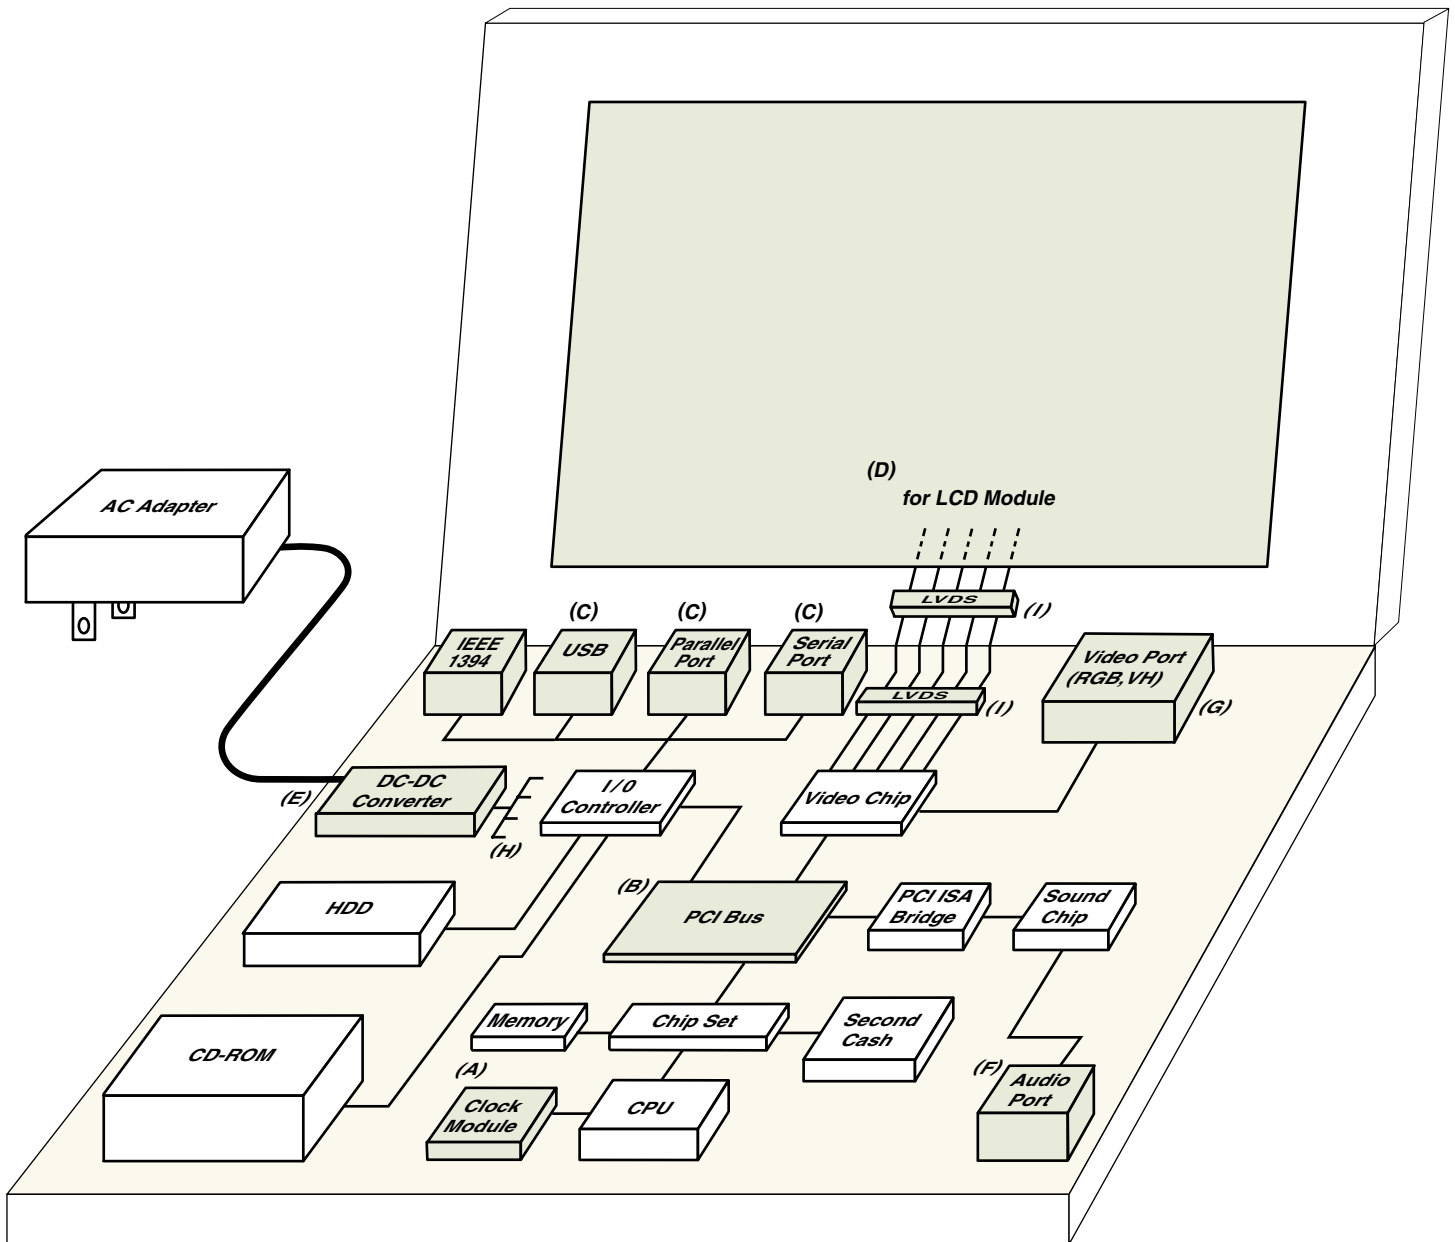 (D)
for LCD Module
AC Adapter
LVDS
(I)
(C)
(C)
(C)
IEEE
1394
USB
Parallel
Port
Serial
Port
LVDS
(I)
Video Port
(RGB,VH)
(G)
(E)
DC-DC
Converter
(H)
I/0
Controller
Video Chip
HDD
(B)
PCI Bus
PCI ISA
Bridge
Sound
Chip
CD-ROM
Memory
Chip Set
Second
Cash
(A)
Clock
Module
CPU
(F)
Audio
Port